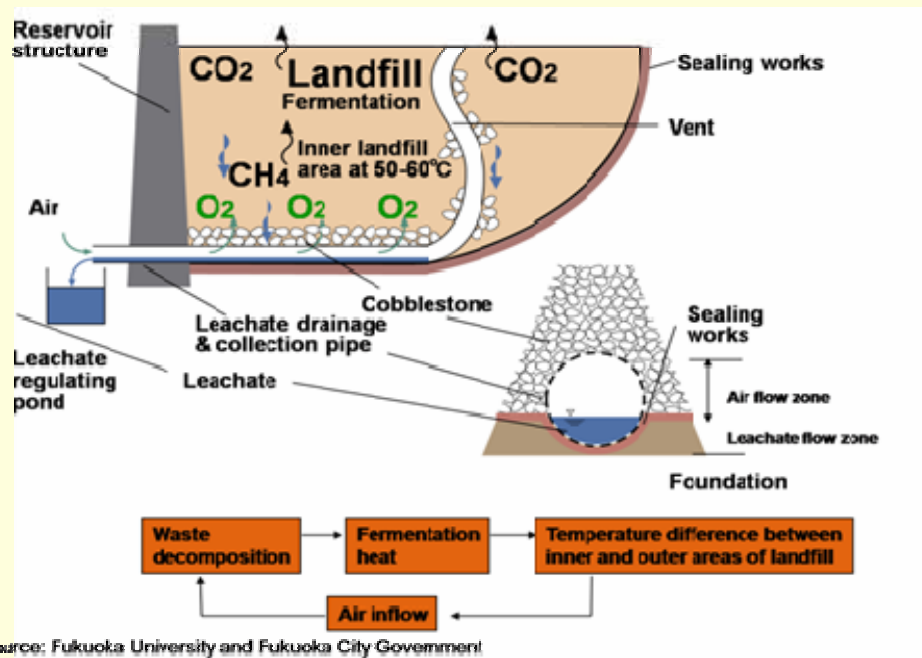 Reservoir
structure
CO2
Landfill
Fermentation
CO2
Sealing works
Vent
Inner landfill
area at 50-60℃
CH4
O2
O2
O2
Air
Cobblestone
Leachate drainage
& collection pipe
Sealing
works
Leachate
regulating
pond
Leachate
Air flow zone
Leachate flow zone
Foundation
Waste
decomposition
Fermentation
heat
Temperature difference between
inner and outer areas of landfill
Air inflow
urce: Fukuoka University and Fukuoka City Government